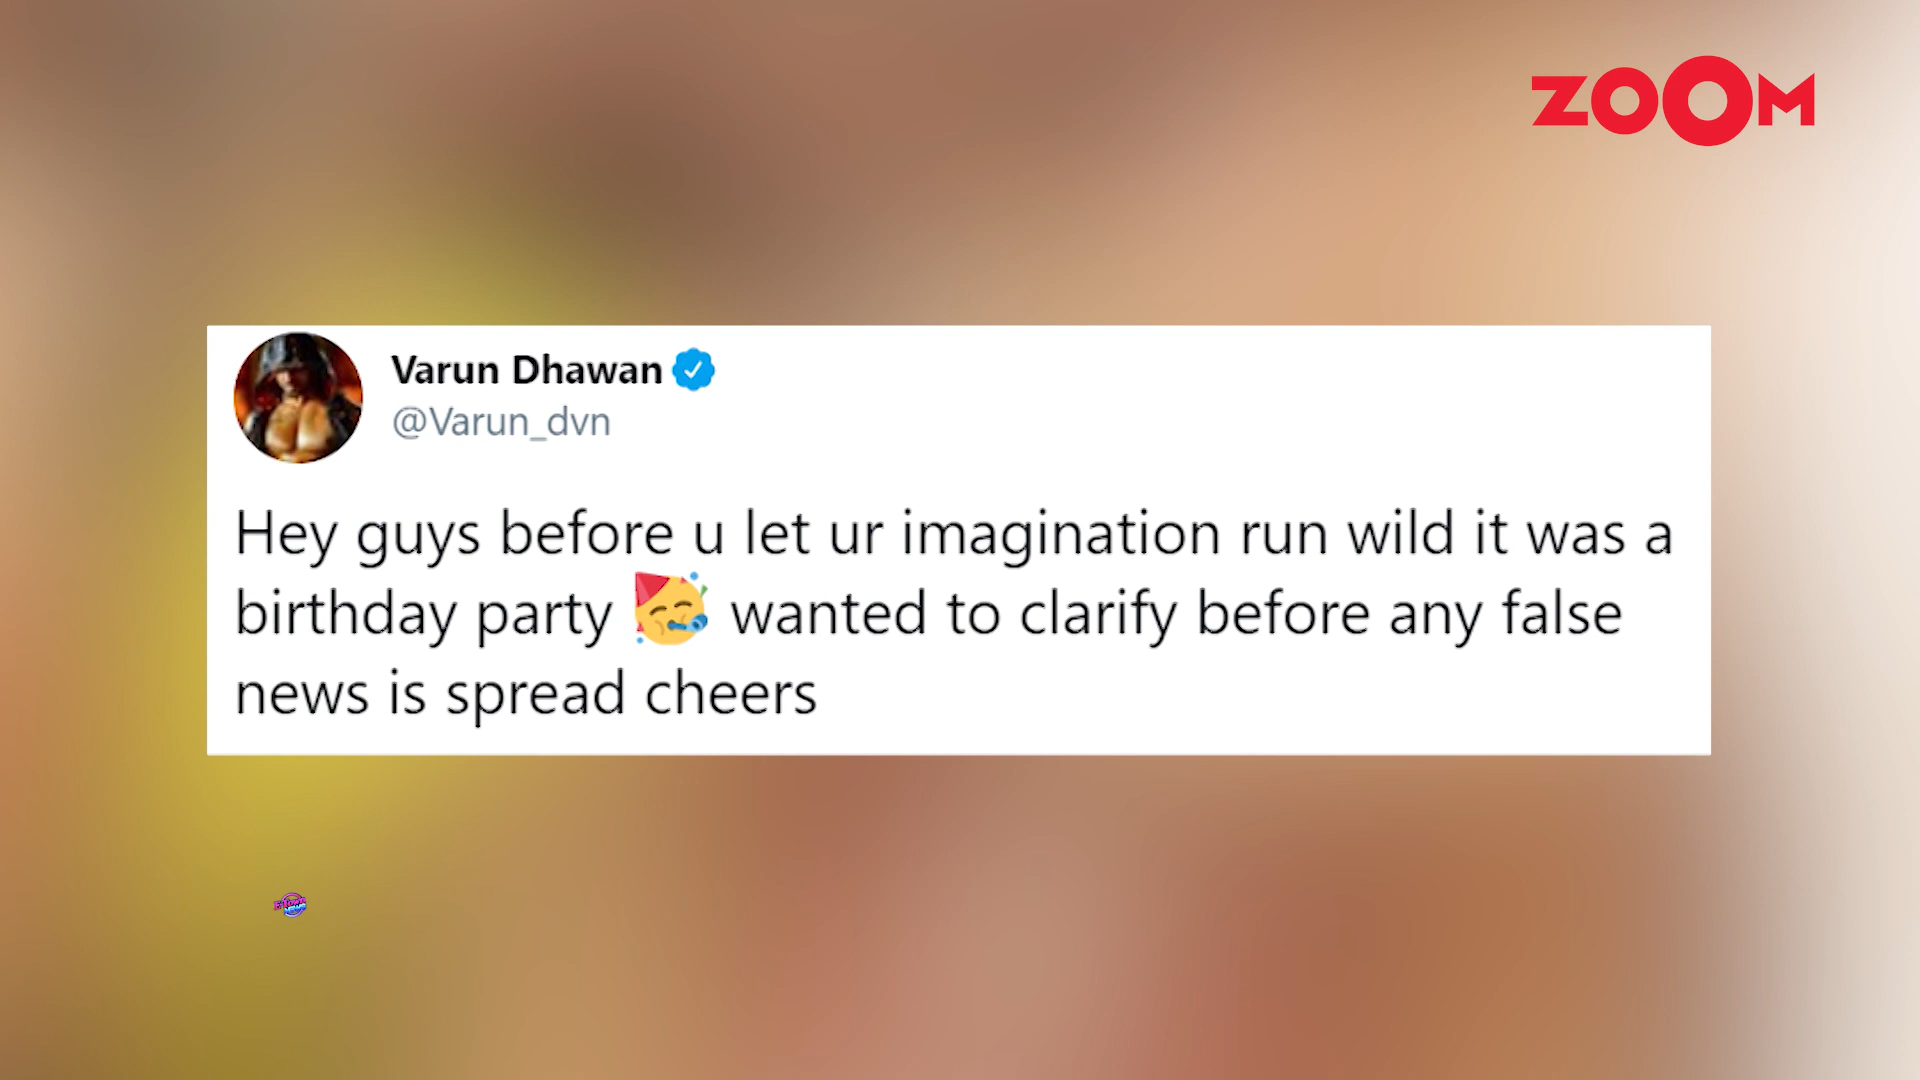 ZOOM
Varun Dhawan
@Varun_dvn
Hey guys before u let ur imagination run wild it was a
birthday party 🥳 wanted to clarify before any false
news is spread cheers